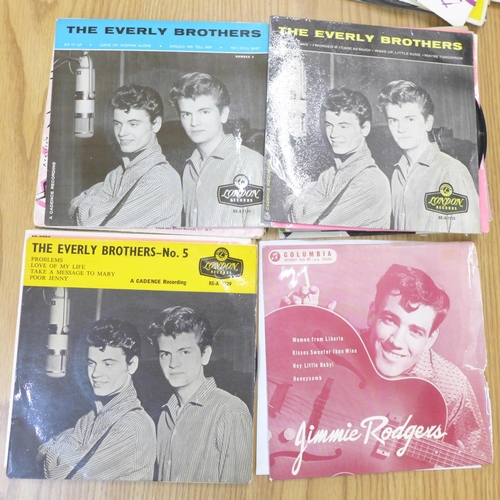 THE EVERLY BROTHERS
THE EVERLY BROTHERS
A CADENCE RECORDING
LONDON
RECORDS
LONDON
RECORDS
THE EVERLY BROTHERS—No. 5
PROBLEMS
LOVE OF MY LIFE
TAKE A MESSAGE TO MARY
POOR JENNY
A CADENCE Recording
LONDON
RECORDS
COLUMBIA
Woman from Liberia
Kisses Sweeter than Wine
Hey Little Baby!
Honeycomb
Jimmie Rodgers